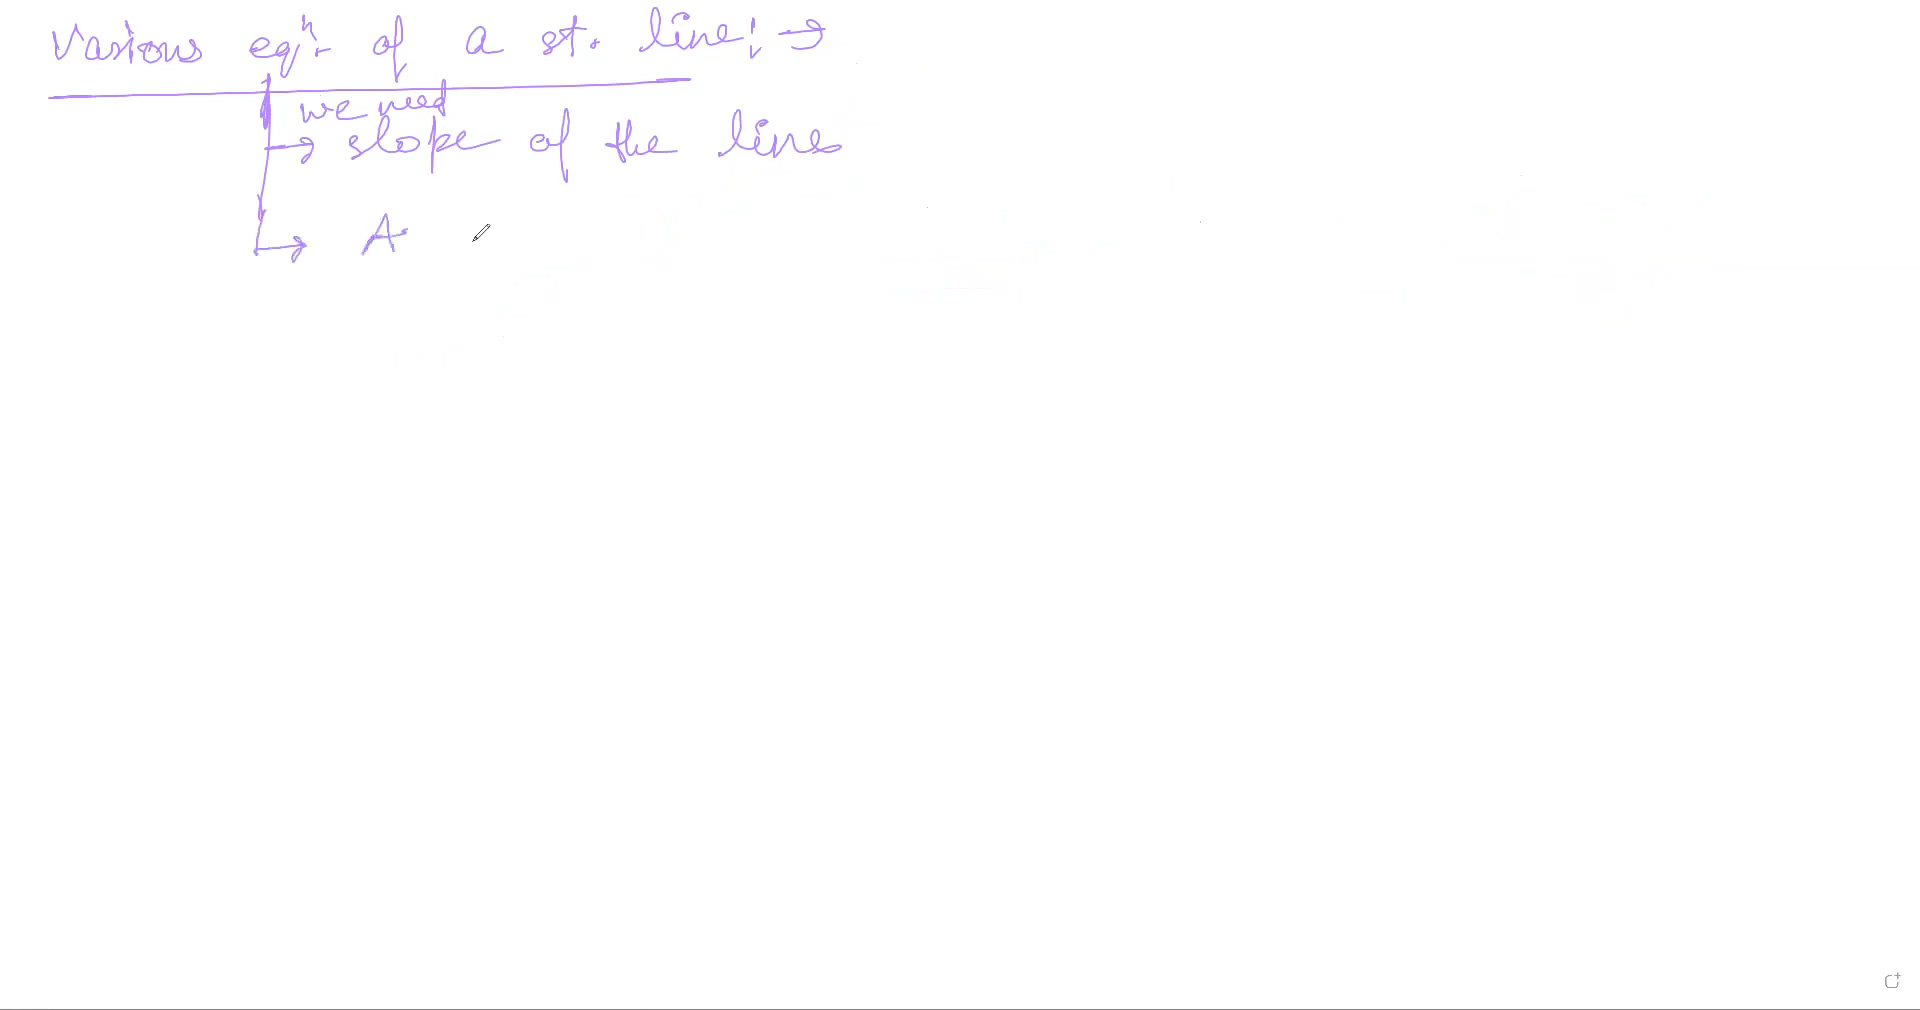 Various eqⁿ. of a st. line: →
we need
→ slope of the line
→ A